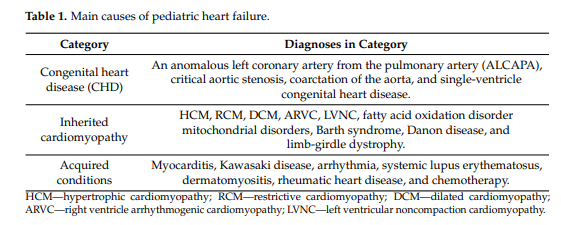 Table 1. Main causes of pediatric heart failure.
Category Diagnoses in Category
Congenital heart disease (CHD) An anomalous left coronary artery from the pulmonary artery (ALCAPA),
critical aortic stenosis, coarctation of the aorta, and single-ventricle
congenital heart disease.
Inherited cardiomyopathy HCM, RCM, DCM, ARVC, LVNC, fatty acid oxidation disorder
mitochondrial disorders, Barth syndrome, Danon disease, and
limb-girdle dystrophy.
Acquired conditions Myocarditis, Kawasaki disease, arrhythmia, systemic lupus erythematosus,
dermatomyositis, rheumatic heart disease, and chemotherapy.
HCM—hypertrophic cardiomyopathy; RCM—restrictive cardiomyopathy; DCM—dilated cardiomyopathy;
ARVC—right ventricle arrhythmogenic cardiomyopathy; LVNC—left ventricular noncompaction cardiomyopathy.